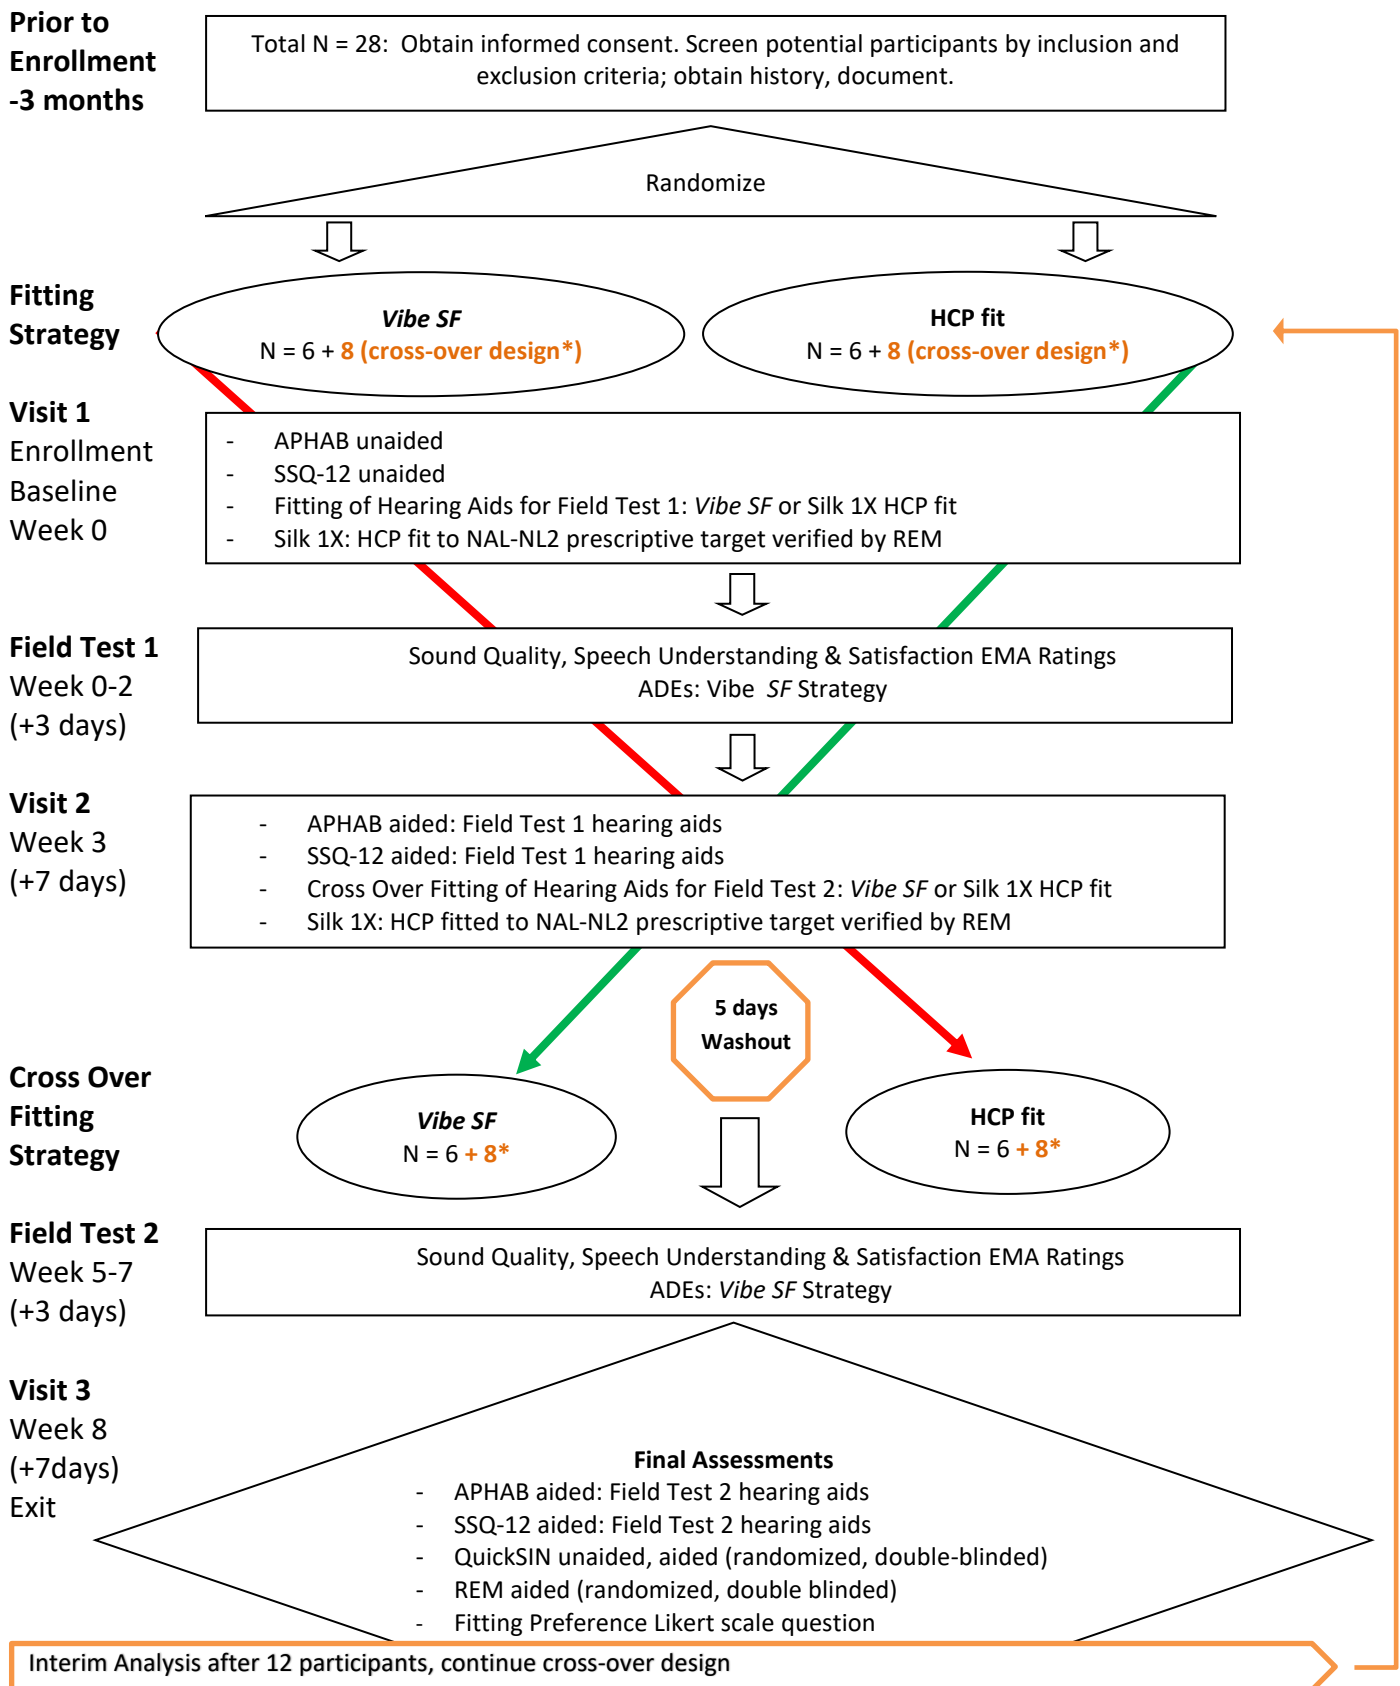 Prior to
Enrollment
-3 months
Total N = 28:  Obtain informed consent. Screen potential participants by inclusion and
exclusion criteria; obtain history, document.
Randomize
Fitting
Strategy
Vibe SF
N = 6 + 8 (cross-over design*)
HCP fit
N = 6 + 8 (cross-over design*)
Visit 1
Enrollment
Baseline
Week 0
- APHAB unaided
- SSQ-12 unaided
- Fitting of Hearing Aids for Field Test 1: Vibe SF or Silk 1X HCP fit
- Silk 1X: HCP fit to NAL-NL2 prescriptive target verified by REM
Field Test 1
Week 0-2
(+3 days)
Sound Quality, Speech Understanding & Satisfaction EMA Ratings
ADEs: Vibe  SF Strategy
Visit 2
Week 3
(+7 days)
- APHAB aided: Field Test 1 hearing aids
- SSQ-12 aided: Field Test 1 hearing aids
- Cross Over Fitting of Hearing Aids for Field Test 2: Vibe SF or Silk 1X HCP fit
- Silk 1X: HCP fitted to NAL-NL2 prescriptive target verified by REM
5 days
Washout
Cross Over
Fitting
Strategy
Vibe SF
N = 6 + 8*
HCP fit
N = 6 + 8*
Field Test 2
Week 5-7
(+3 days)
Sound Quality, Speech Understanding & Satisfaction EMA Ratings
ADEs: Vibe SF Strategy
Visit 3
Week 8
(+7days)
Exit
Final Assessments
- APHAB aided: Field Test 2 hearing aids
- SSQ-12 aided: Field Test 2 hearing aids
- QuickSIN unaided, aided (randomized, double-blinded)
- REM aided (randomized, double blinded)
- Fitting Preference Likert scale question
Interim Analysis after 12 participants, continue cross-over design